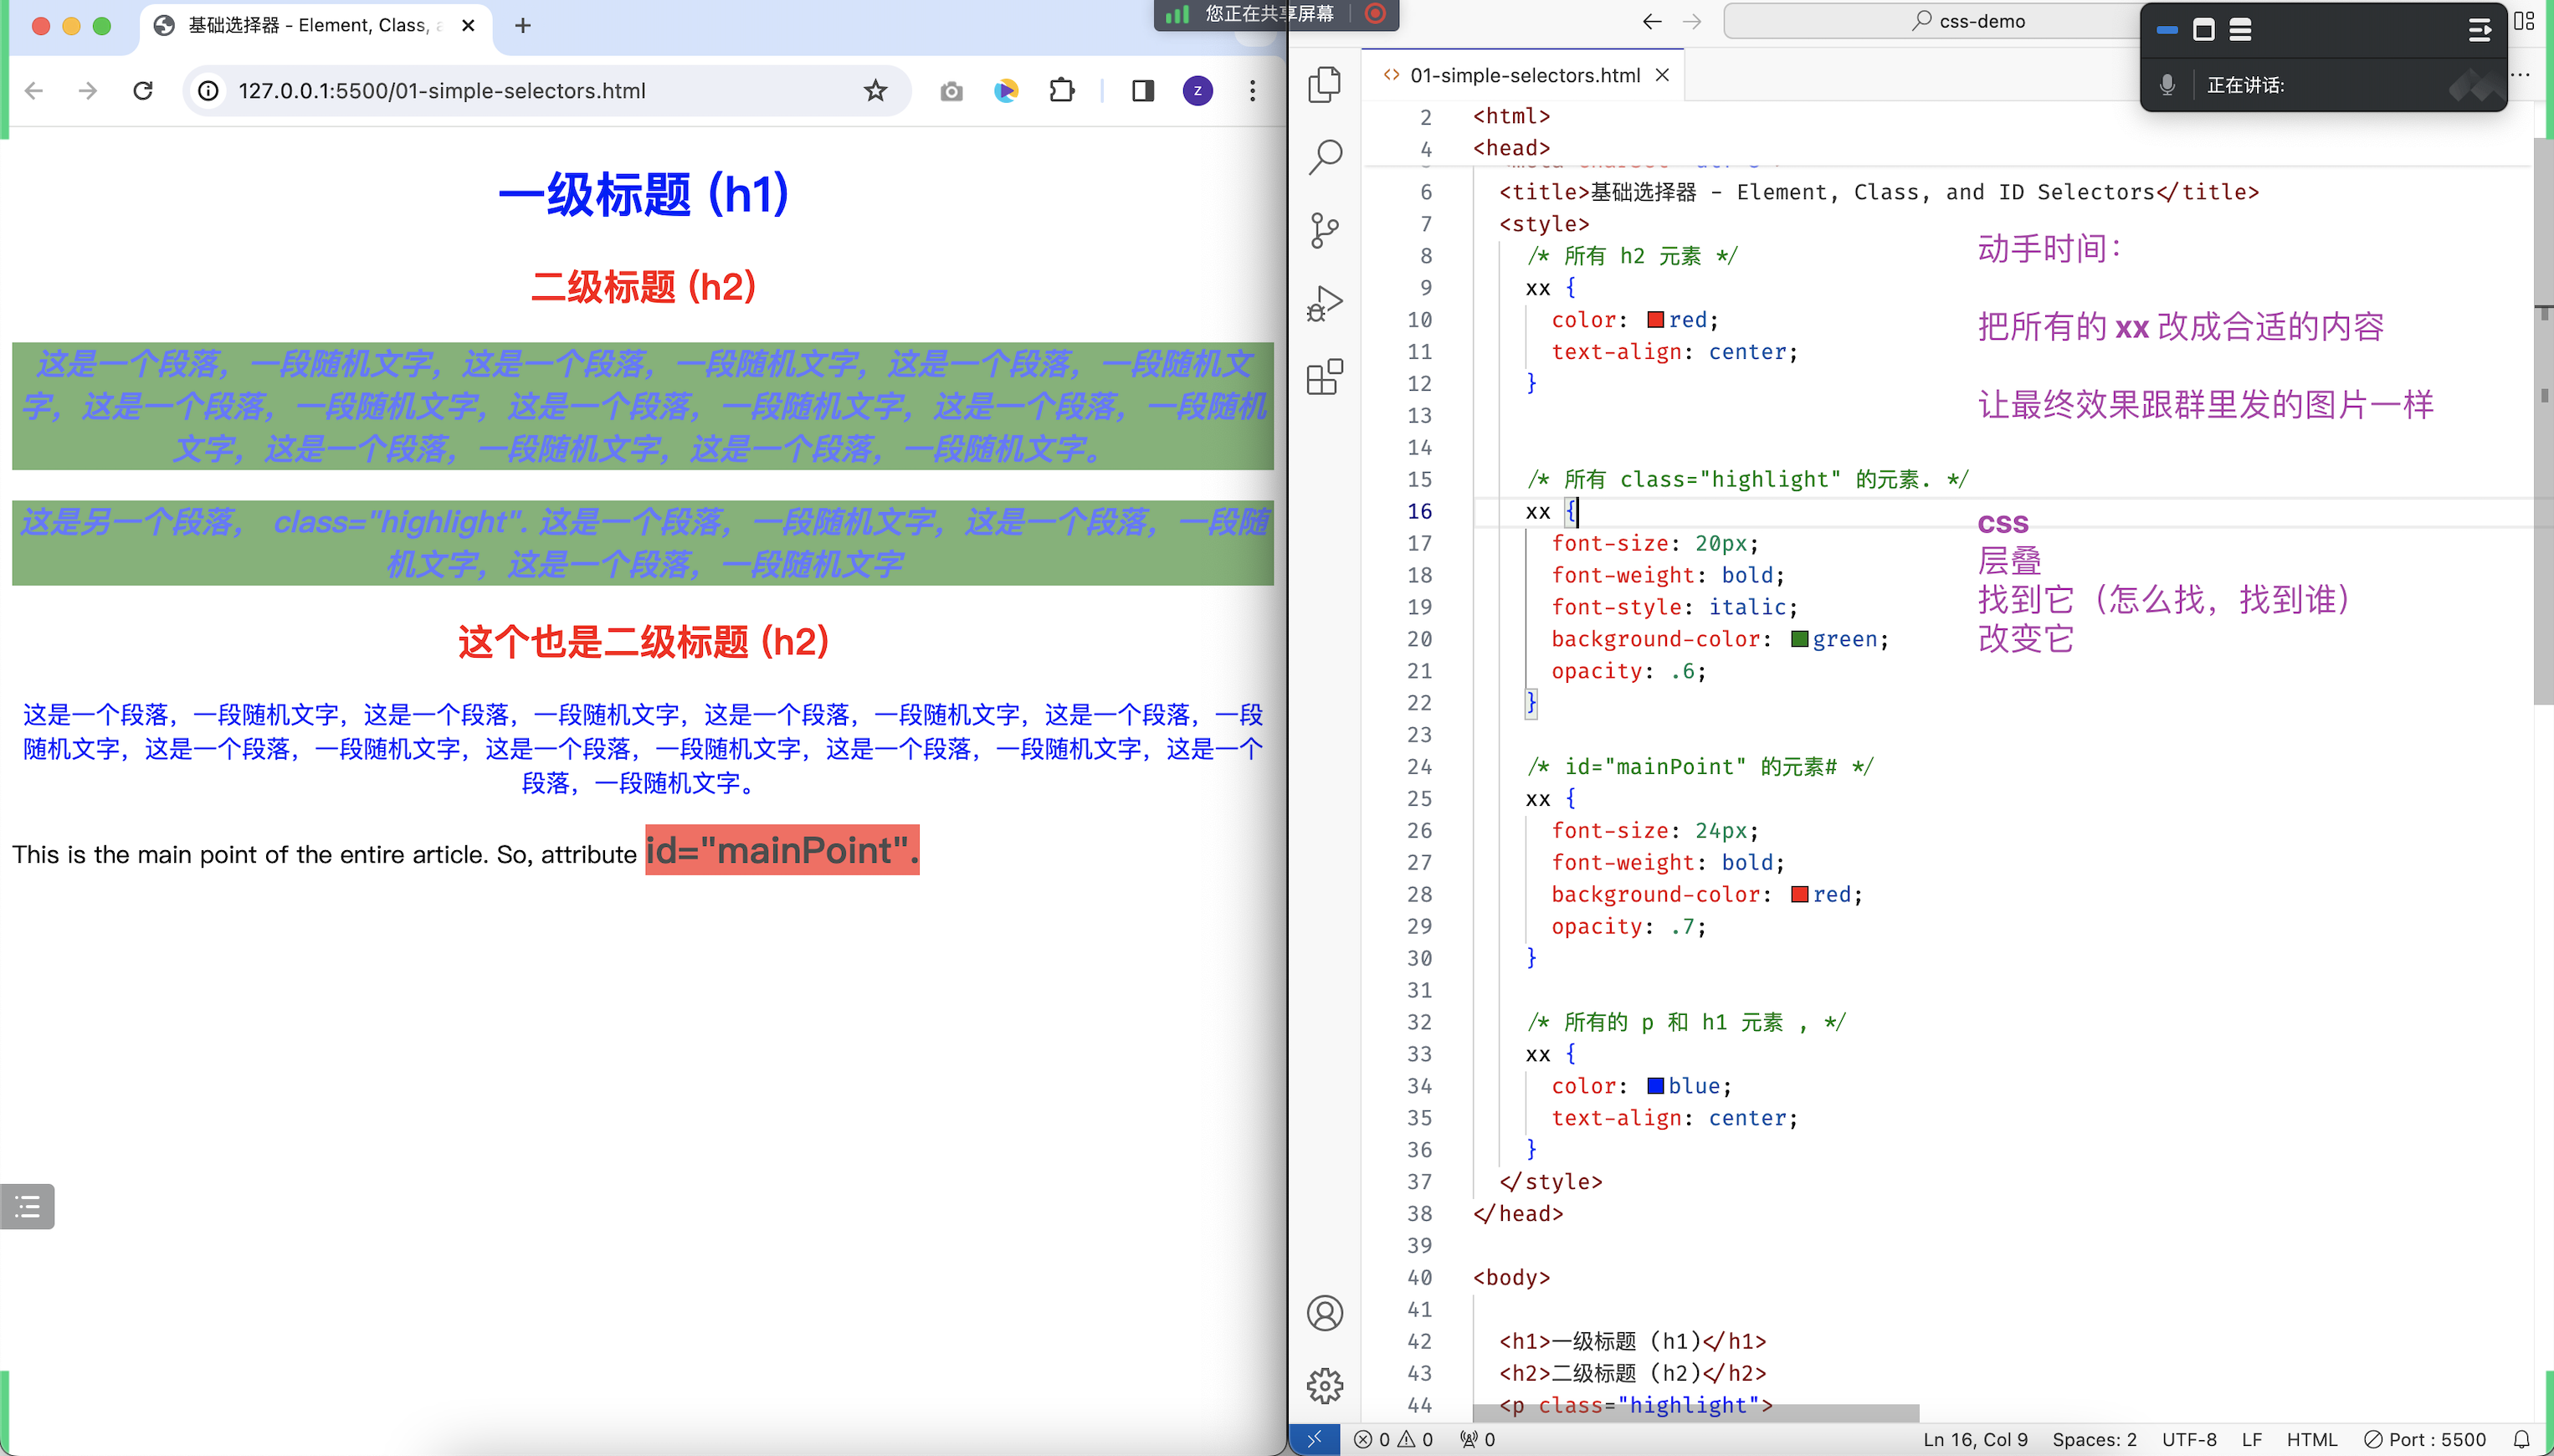 基础选择器 - Element, Class,
您正在共享屏幕
127.0.0.1:5500/01-simple-selectors.html
z
一级标题 (h1)
二级标题 (h2)
这是一个段落，一段随机文字，这是一个段落，一段随机文字，这是一个段落，一段随机文
字，这是一个段落，一段随机文字，这是一个段落，一段随机文字，这是一个段落，一段随机
文字，这是一个段落，一段随机文字，这是一个段落，一段随机文字。
这是另一个段落， class="highlight". 这是一个段落，一段随机文字，这是一个段落，一段随
机文字，这是一个段落，一段随机文字
这个也是二级标题 (h2)
这是一个段落，一段随机文字，这是一个段落，一段随机文字，这是一个段落，一段随机文字，这是一个段落，一段
随机文字，这是一个段落，一段随机文字，这是一个段落，一段随机文字，这是一个段落，一段随机文字，这是一个
段落，一段随机文字。
This is the main point of the entire article. So, attribute id="mainPoint".
css-demo
正在讲话:
01-simple-selectors.html
2 <html>
4 <head>
6 <title>基础选择器 - Element, Class, and ID Selectors</title>
7 <style>
8 /* 所有 h2 元素 */
9 xx {
10 color: red;
11 text-align: center;
12 }
13
14
15 /* 所有 class="highlight" 的元素. */
16 xx {
17 font-size: 20px;
18 font-weight: bold;
19 font-style: italic;
20 background-color: green;
21 opacity: .6;
22 }
23
24 /* id="mainPoint" 的元素# */
25 xx {
26 font-size: 24px;
27 font-weight: bold;
28 background-color: red;
29 opacity: .7;
30 }
31
32 /* 所有的 p 和 h1 元素 , */
33 xx {
34 color: blue;
35 text-align: center;
36 }
37 </style>
38 </head>
39
40 <body>
41
42 <h1>一级标题 (h1)</h1>
43 <h2>二级标题 (h2)</h2>
44 <p class="highlight">
动手时间：
把所有的 xx 改成合适的内容
让最终效果跟群里发的图片一样
css
层叠
找到它（怎么找，找到谁）
改变它
0 0 0
Ln 16, Col 9 Spaces: 2 UTF-8 LF HTML Port : 5500